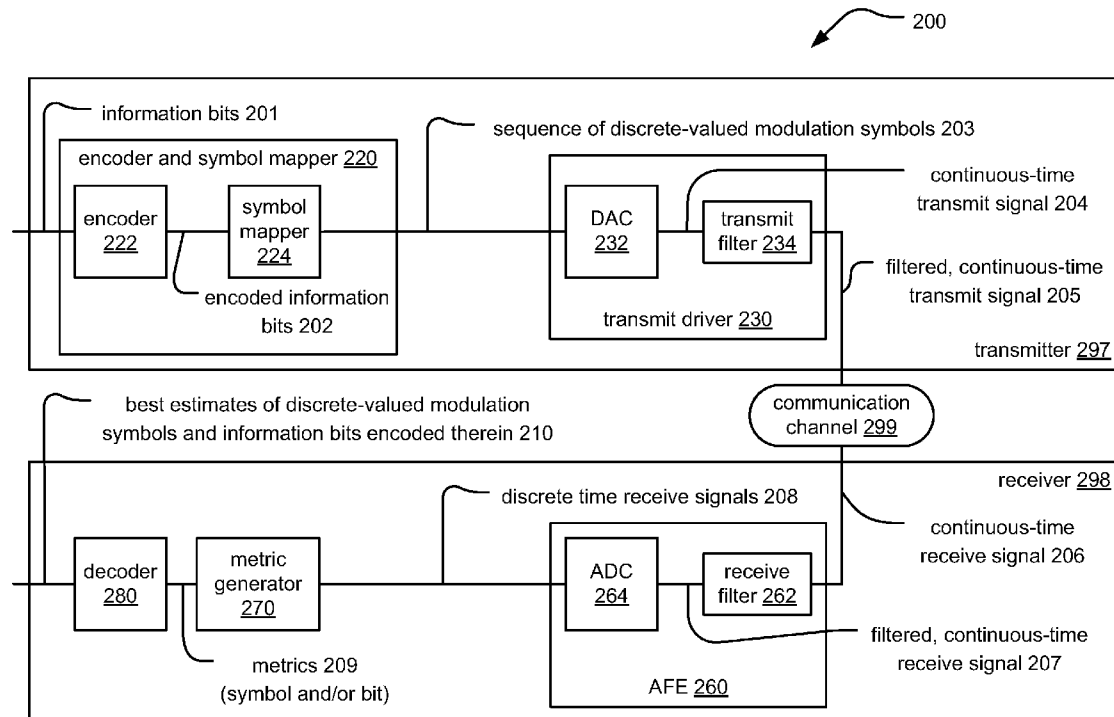 200
information bits 201
sequence of discrete-valued modulation symbols 203
encoder and symbol mapper 220
encoder
222
symbol
mapper
224
encoded information
bits 202
DAC
232
transmit
filter 234
transmit driver 230
continuous-time
transmit signal 204
filtered, continuous-time
transmit signal 205
transmitter 297
communication
channel 299
best estimates of discrete-valued modulation
symbols and information bits encoded therein 210
receiver 298
discrete time receive signals 208
continuous-time
receive signal 206
decoder
280
metric
generator
270
metrics 209
(symbol and/or bit)
ADC
264
receive
filter 262
AFE 260
filtered, continuous-time
receive signal 207